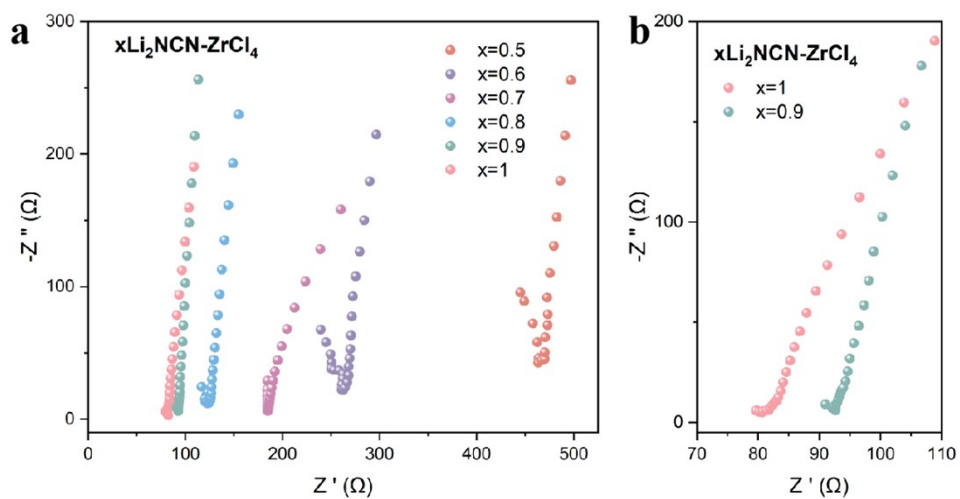 a
xLi₂NCN-ZrCl₄
x=0.5
x=0.6
x=0.7
x=0.8
x=0.9
x=1
300
200
100
0
-Z'' (Ω)
0 100 200 300 400 500
Z' (Ω)
b
xLi₂NCN-ZrCl₄
x=1
x=0.9
200
100
0
-Z'' (Ω)
70 80 90 100 110
Z' (Ω)